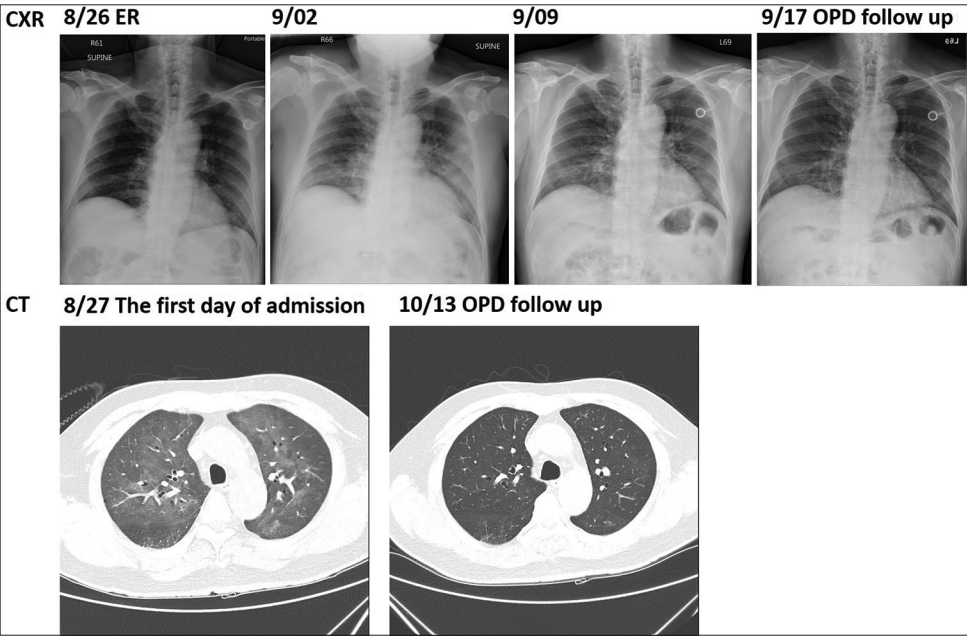 CXR 8/26 ER 9/02 9/09 9/17 OPD follow up
R61 Portable R66 L69 L69
SUPINE SUPINE
CT 8/27 The first day of admission 10/13 OPD follow up